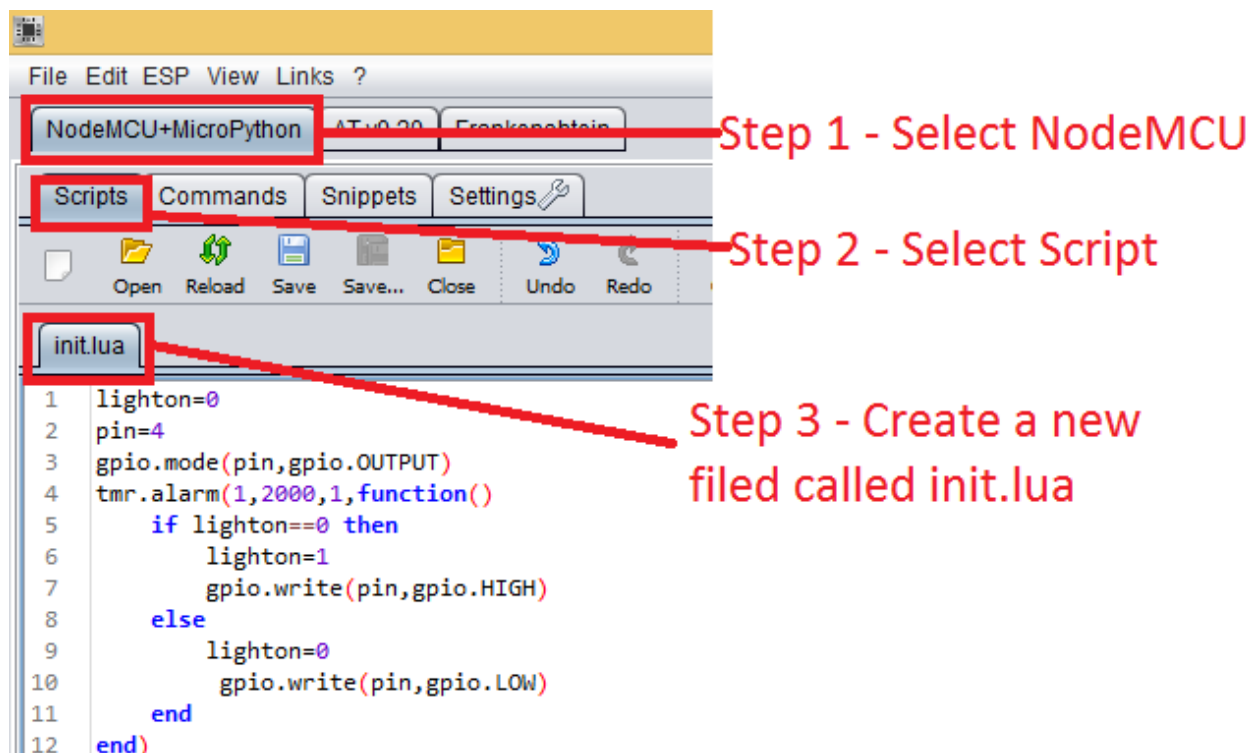 File Edit ESP View Links ?
NodeMCU+MicroPython AT v0.20 Frankenshtein
Step 1 - Select NodeMCU
Scripts Commands Snippets Settings
Step 2 - Select Script
Open Reload Save Save... Close Undo Redo
init.lua
Step 3 - Create a new
filed called init.lua
1 lighton=0
2 pin=4
3 gpio.mode(pin,gpio.OUTPUT)
4 tmr.alarm(1,2000,1,function()
5 if lighton==0 then
6 lighton=1
7 gpio.write(pin,gpio.HIGH)
8 else
9 lighton=0
10 gpio.write(pin,gpio.LOW)
11 end
12 end)